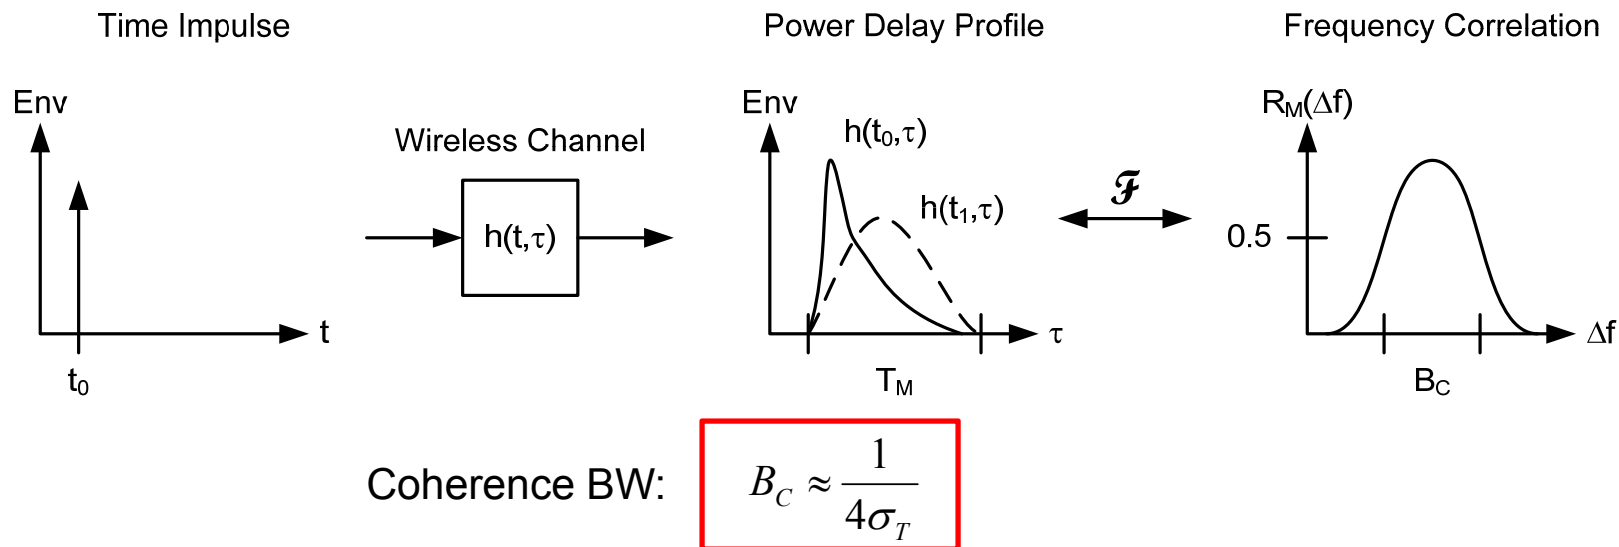 Time Impulse
Power Delay Profile
Frequency Correlation
Env
t
t₀
Wireless Channel
h(t,τ)
Env
h(t₀,τ)
h(t₁,τ)
τ
T_M
ℱ
R_M(Δf)
0.5
Δf
B_C
Coherence BW: B_C ≈ 1/(4σ_T)